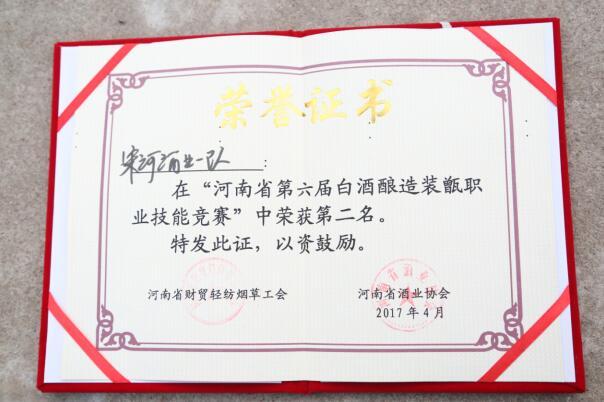 荣誉证书
宋河酒业一队：
在“河南省第六届白酒酿造装甑职
业技能竞赛”中荣获第二名。
特发此证，以资鼓励。
河南省财贸轻纺烟草工会 河南省酒业协会
2017年4月